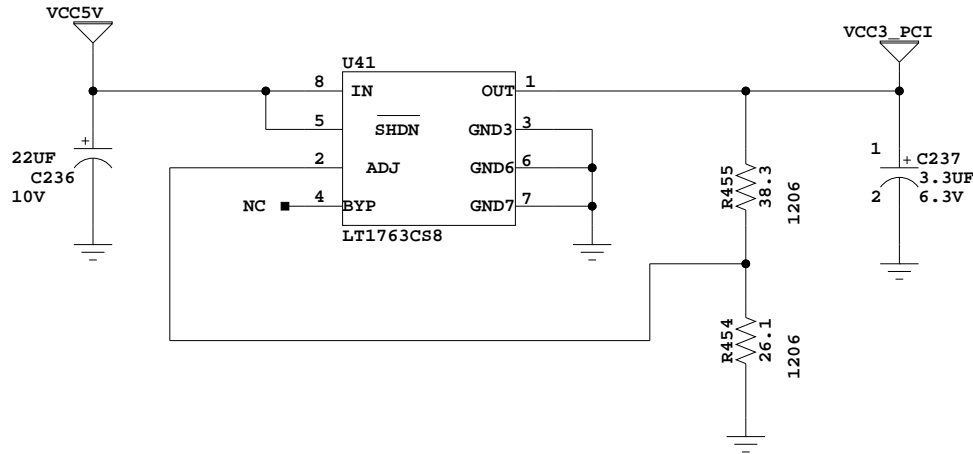 VCC5V
VCC3_PCI
U41
8 IN OUT 1
5 SHDN GND3 3
2 ADJ GND6 6
NC 4 BYP GND7 7
LT1763CS8
22UF
C236
10V
R455
38.3
1206
1 + C237
3.3UF
2 6.3V
+
R454
26.1
1206